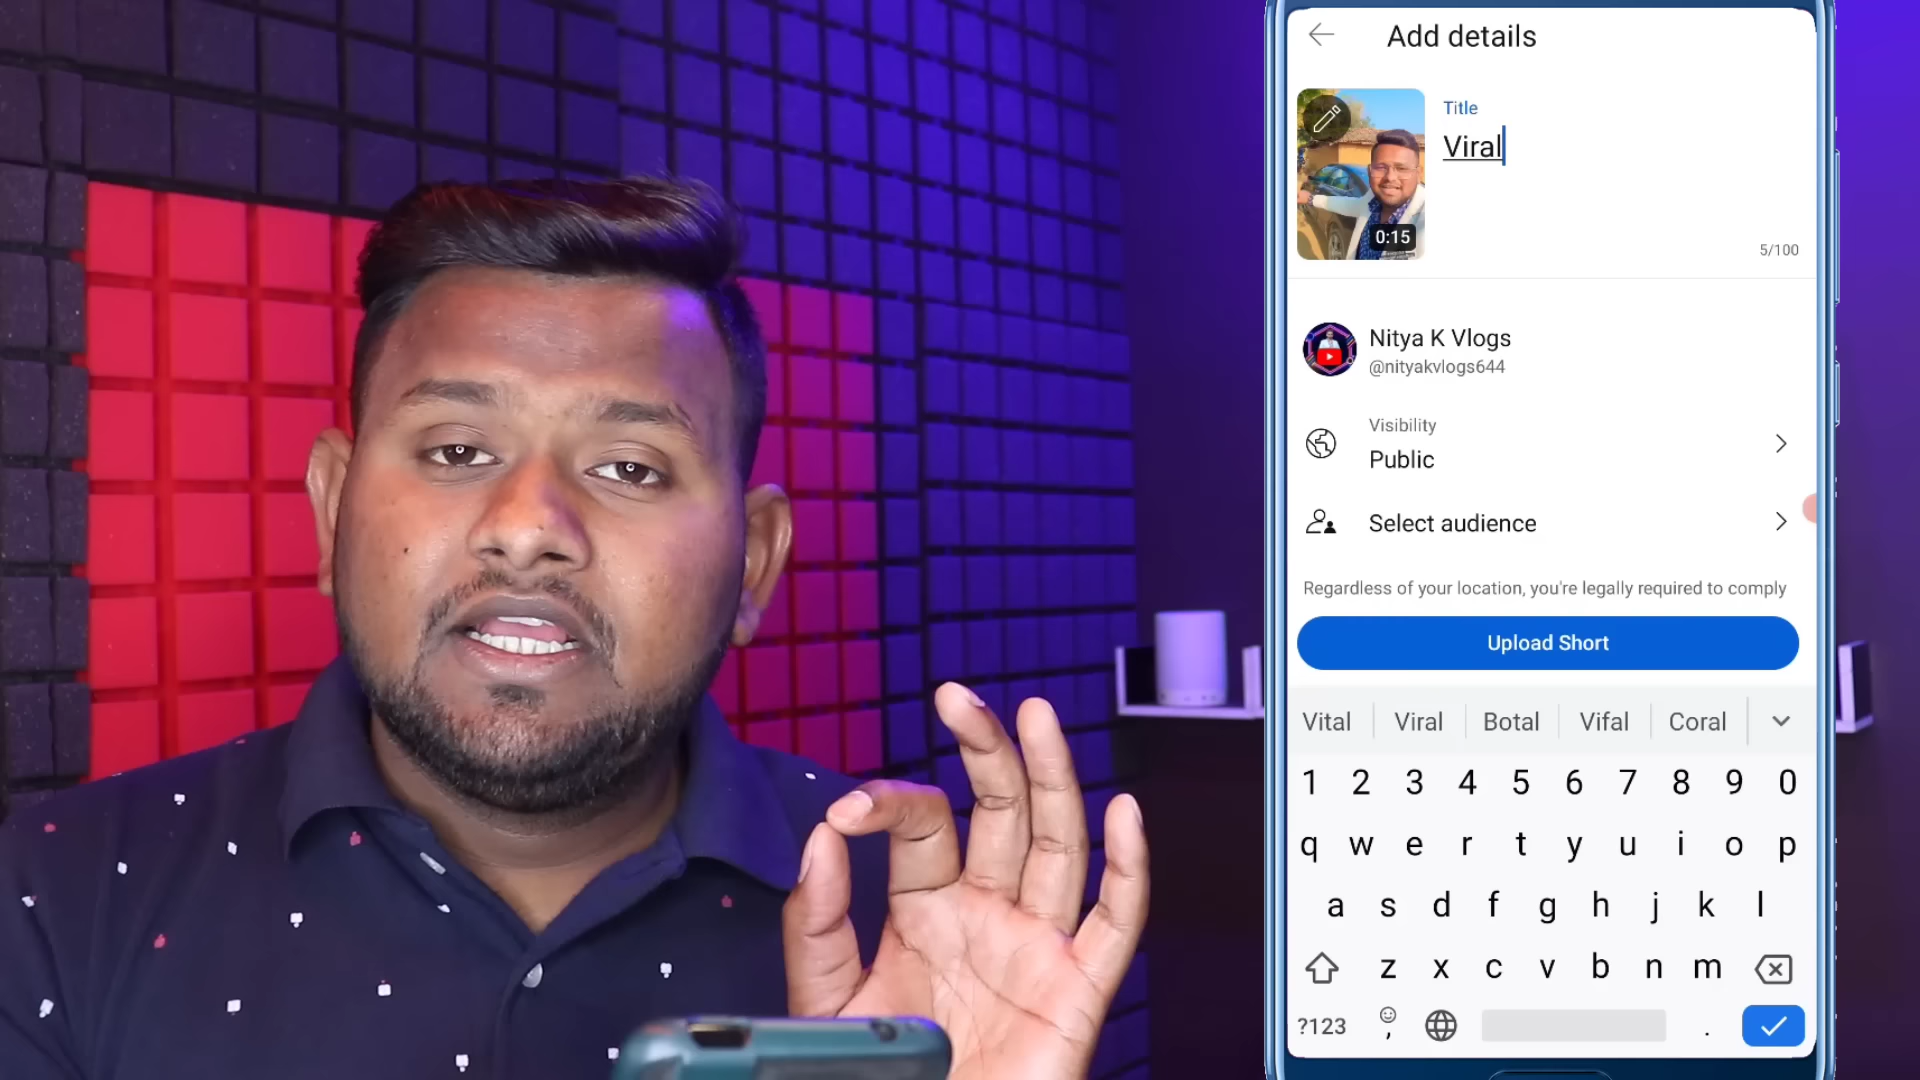 Add details
Title
Viral
0:15
5/100
Nitya K Vlogs
@nityakvlogs644
Visibility
Public
Select audience
Regardless of your location, you're legally required to comply
Upload Short
Vital Viral Botal Vifal Coral
1 2 3 4 5 6 7 8 9 0
q w e r t y u i o p
a s d f g h j k l
z x c v b n m
?123 , .